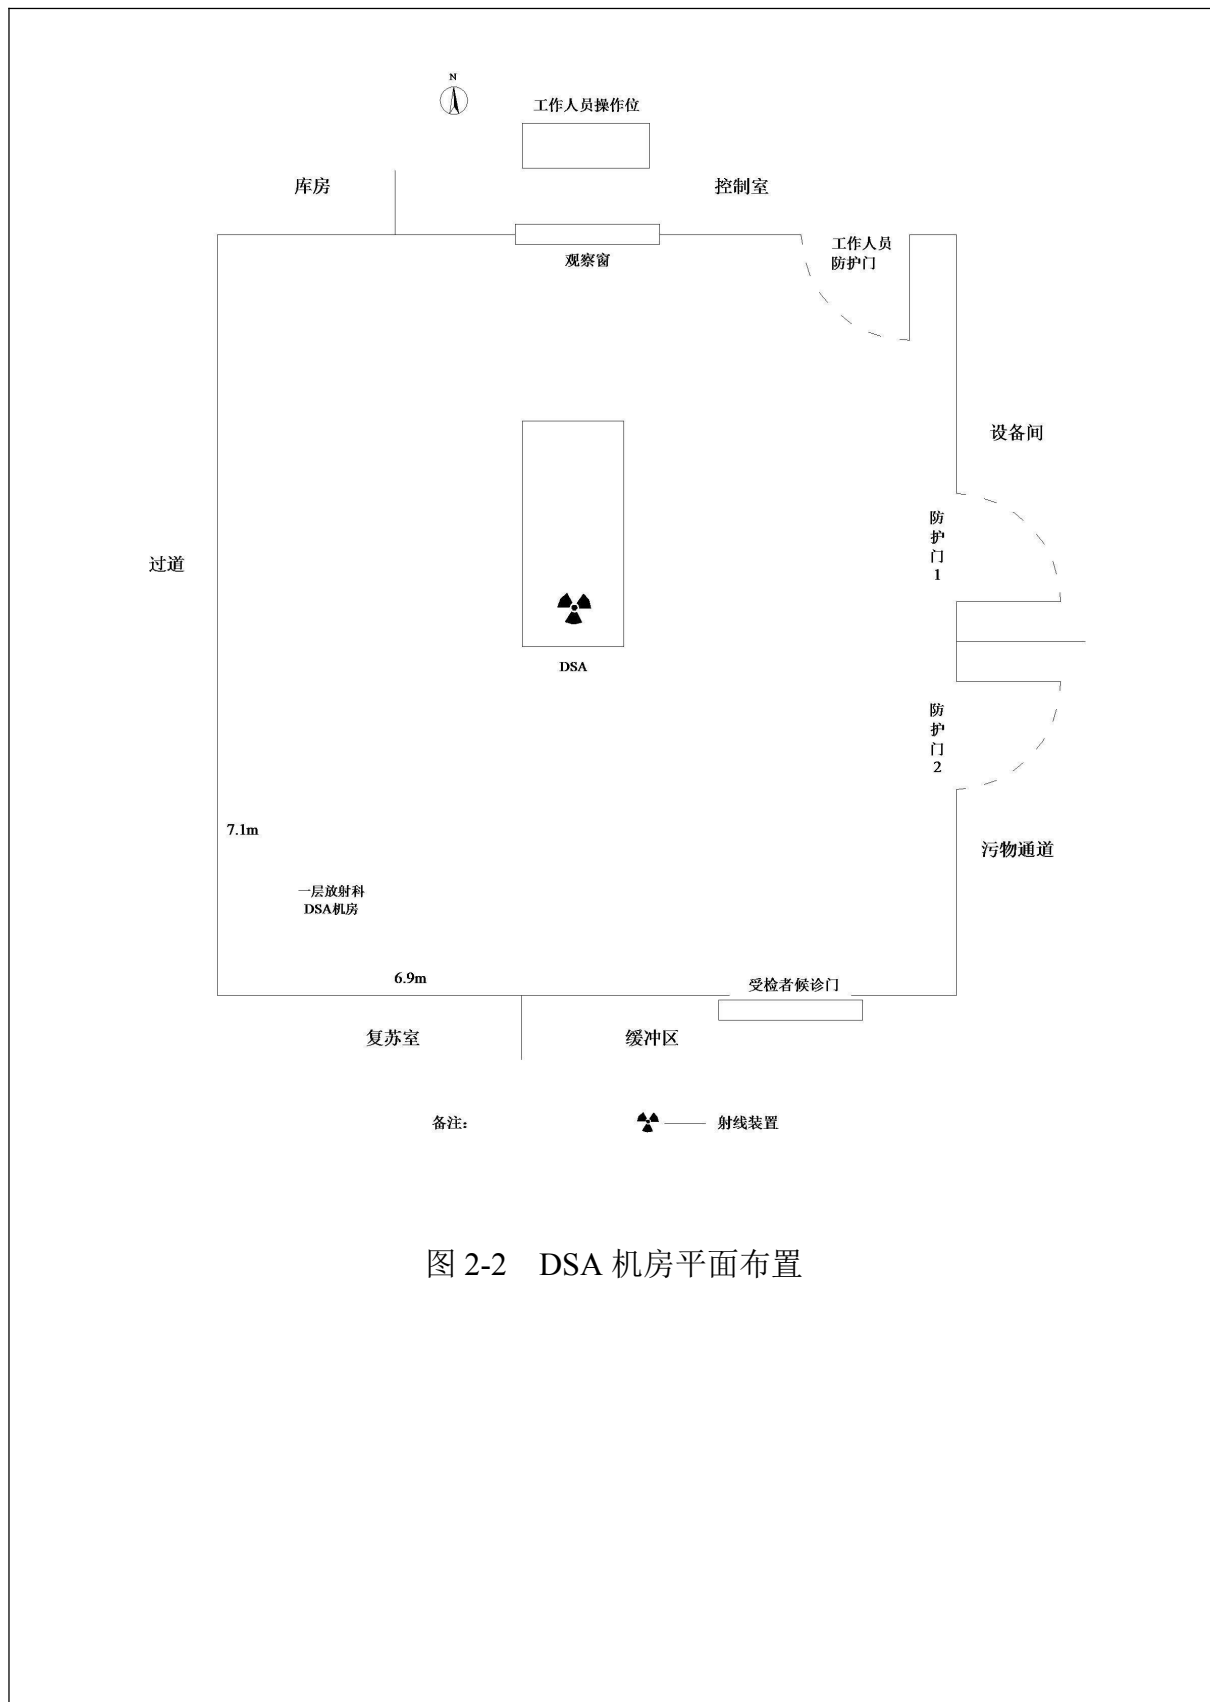 N
工作人员操作位
库房
控制室
观察窗
工作人员
防护门
设备间
防
护
门
1
过道
DSA
防
护
门
2
7.1m
污物通道
一层放射科
DSA机房
6.9m
受检者候诊门
复苏室
缓冲区
备注:
射线装置
图 2-2 DSA 机房平面布置